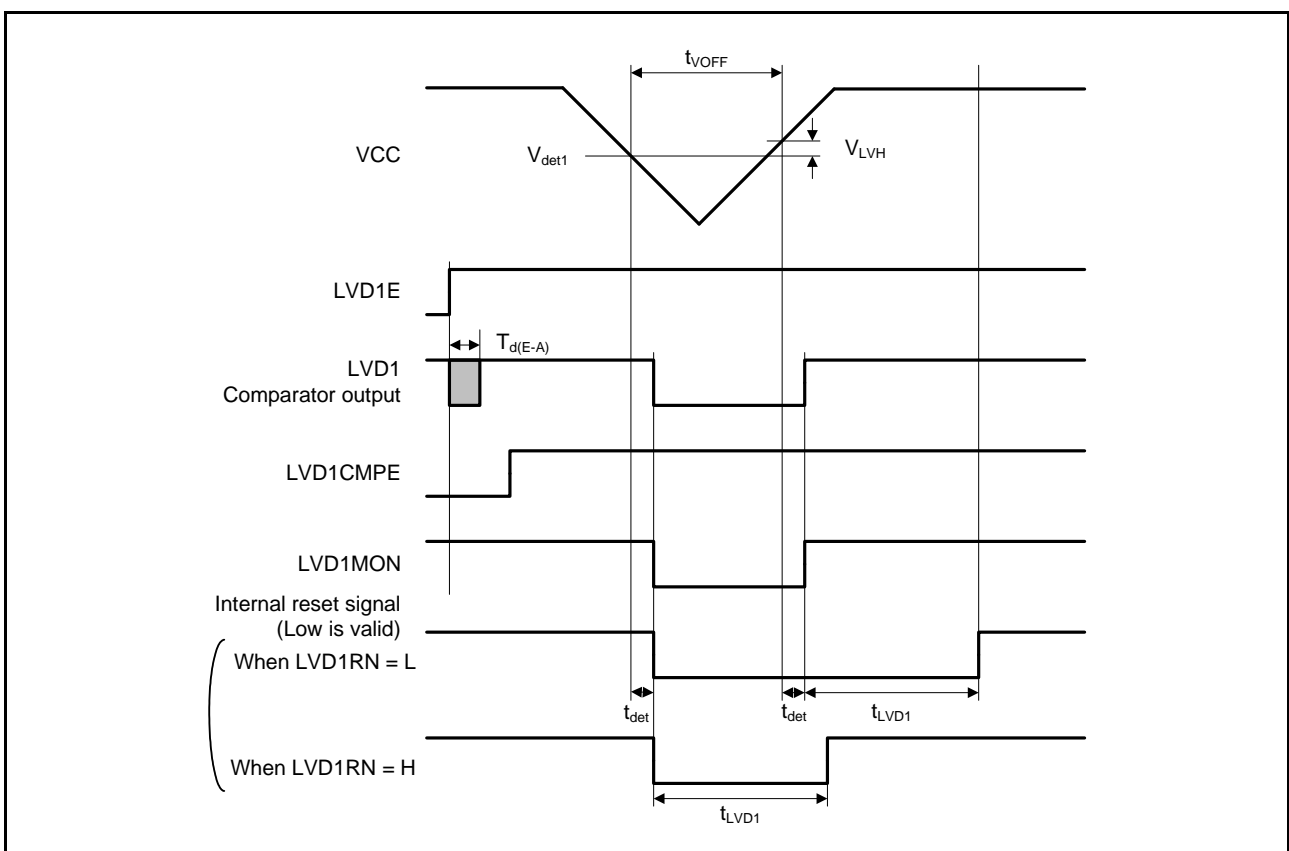 tVOFF
VCC
Vdet1
VLVH
LVD1E
Td(E-A)
LVD1
Comparator output
LVD1CMPE
LVD1MON
Internal reset signal
(Low is valid)
When LVD1RN = L
tdet
tdet
tLVD1
When LVD1RN = H
tLVD1